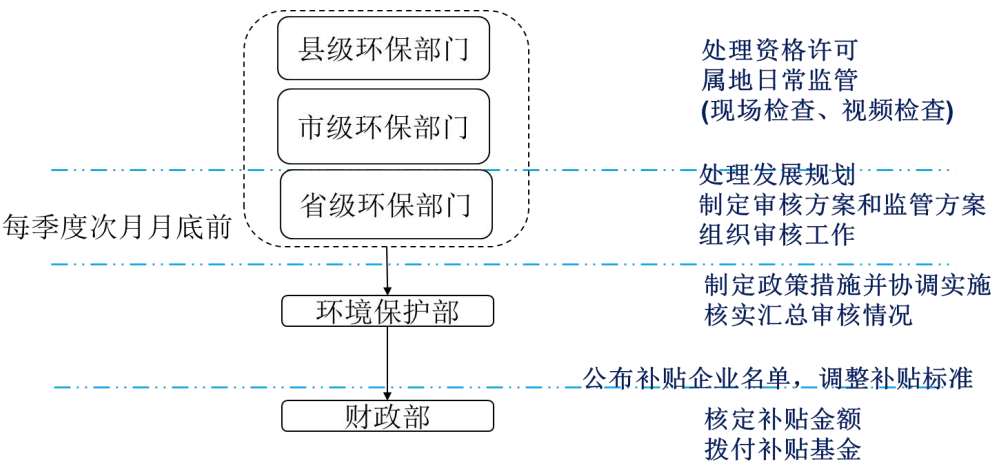 县级环保部门
处理资格许可
属地日常监管
(现场检查、视频检查)
市级环保部门
处理发展规划
省级环保部门
制定审核方案和监管方案
每季度次月月底前
组织审核工作
制定政策措施并协调实施
环境保护部
核实汇总审核情况
公布补贴企业名单，调整补贴标准
财政部
核定补贴金额
拨付补贴基金